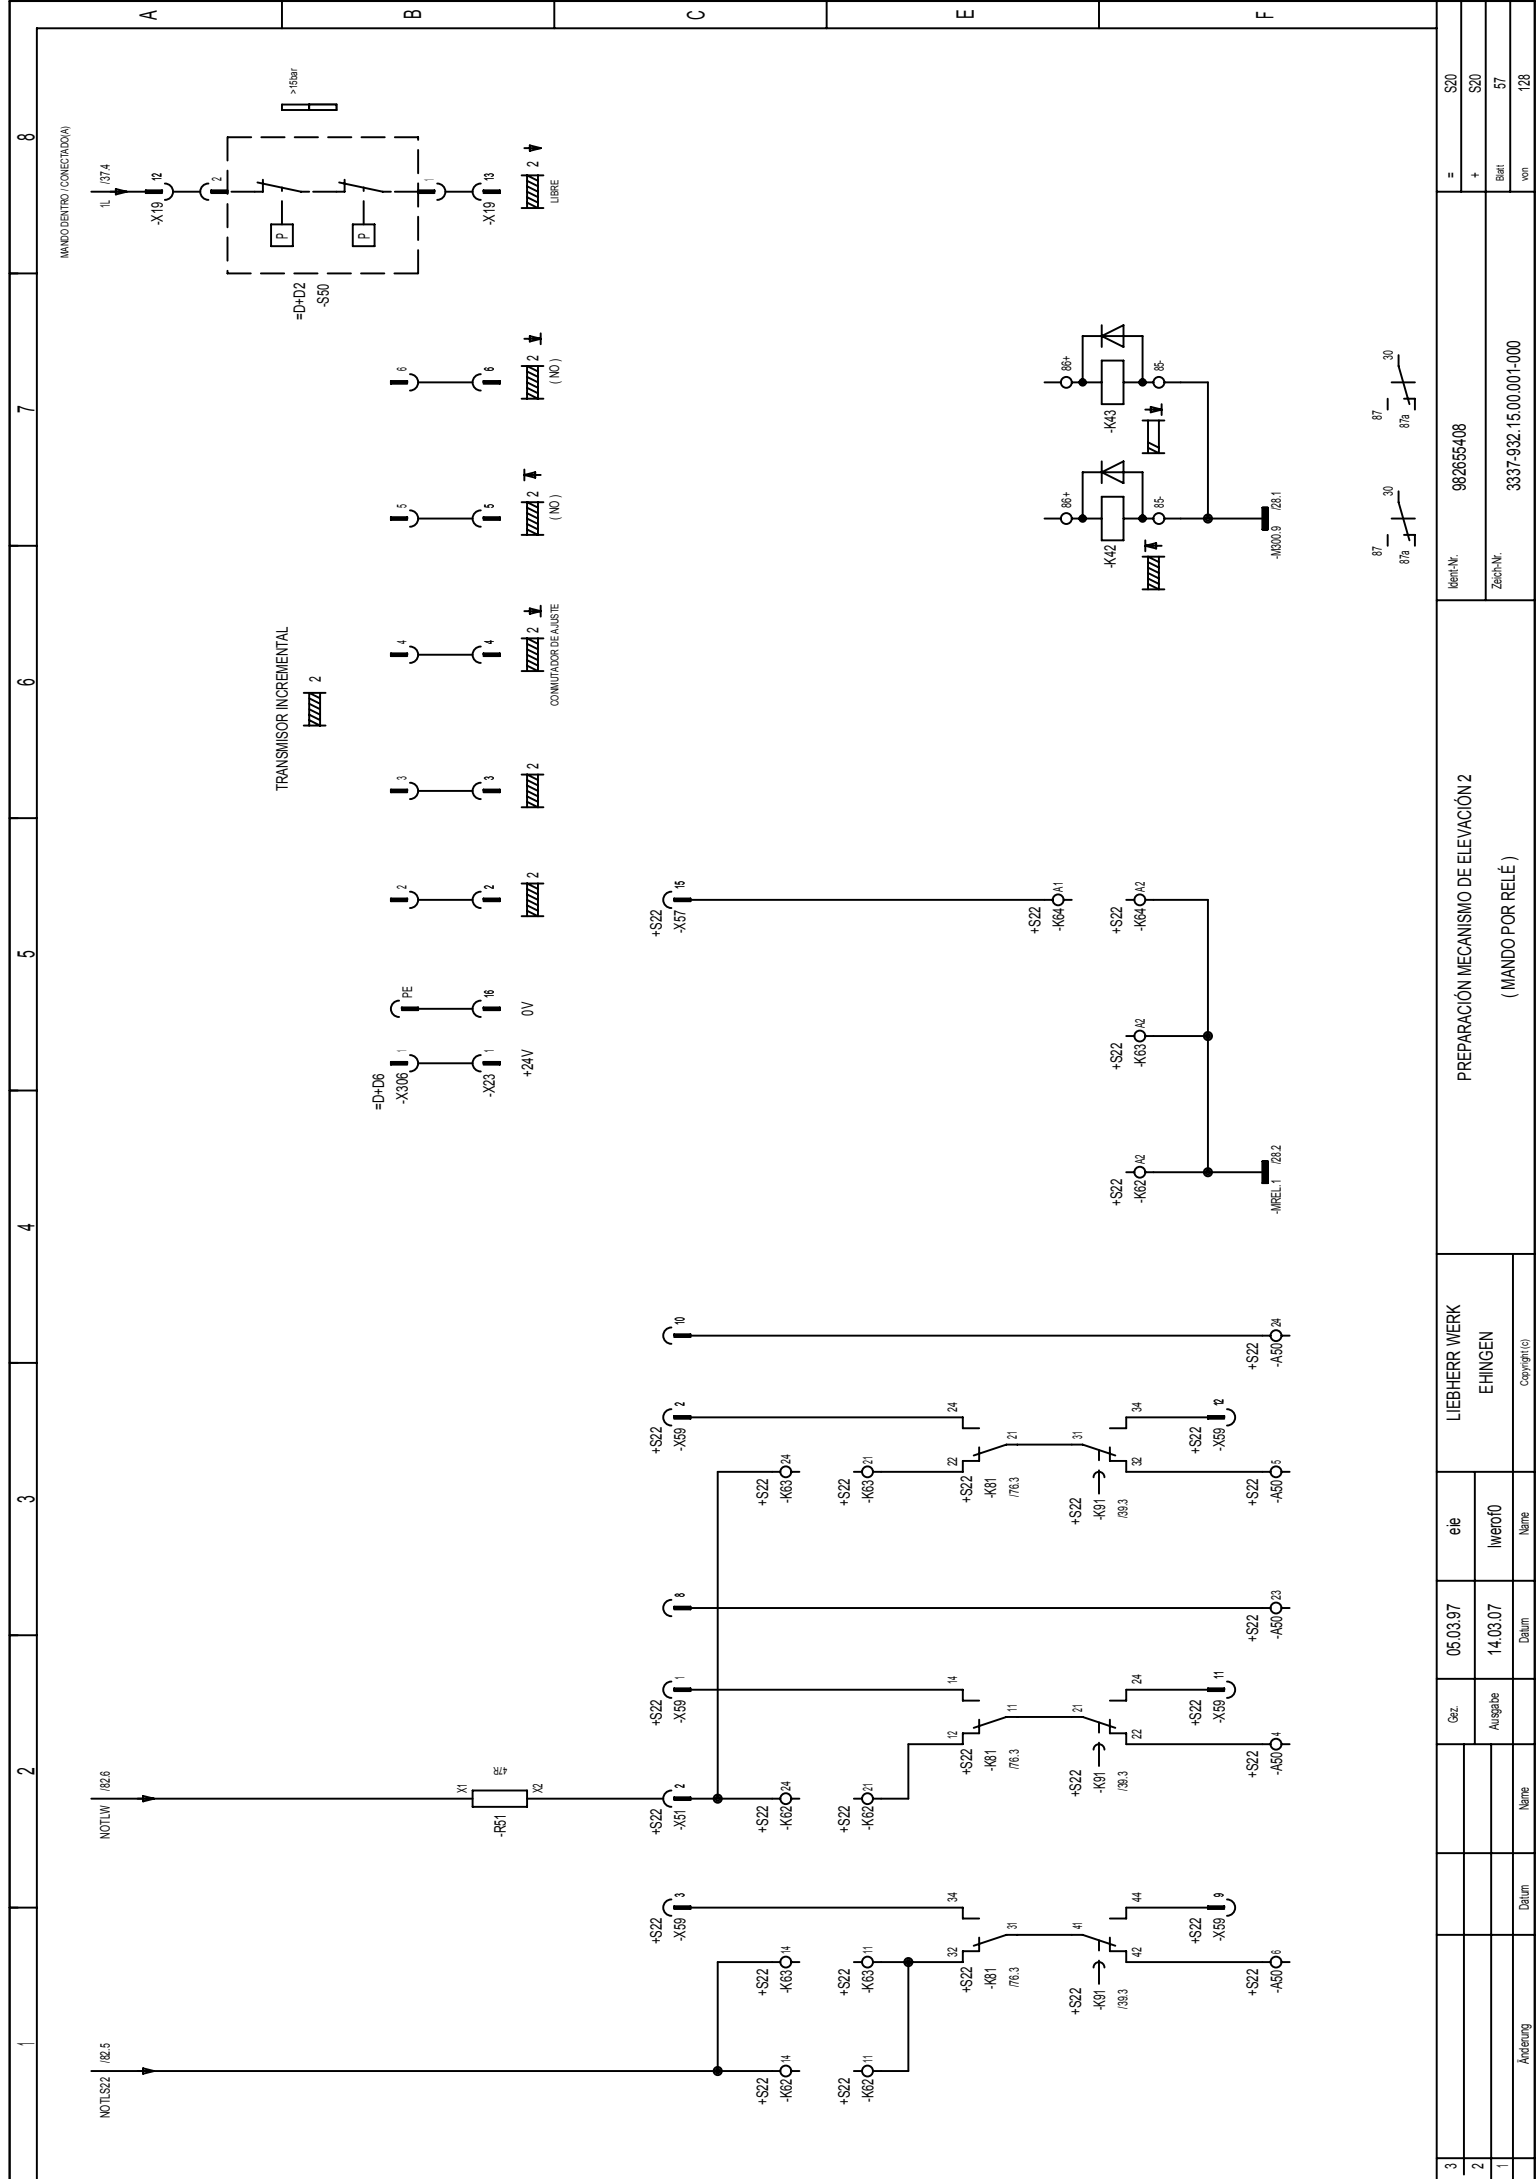 1
2
3
4
5
6
7
8
A
B
C
E
F
NOTLS22 /82.5
NOTLW /82.6
1L /37.4
MANDO DENTRO / CONECTADO(A)
-X19 12
2
>15bar
P
P
=D+D2
-S50
1
-X19 13
2
LIBRE
TRANSMISOR INCREMENTAL
2
=D+D6
-X306 1
PE
2
3
4
5
6
-X23 1
16
2
3
4
5
6
+24V
0V
2
2
2
CONMUTADOR DE AJUSTE
2
( NO )
2
( NO )
X1
-R51
47R
X2
+S22
-X59 3
+S22
-X51 2
+S22
-X59 1
8
+S22
-X59 2
10
+S22
-X57 15
+S22
-K62 14
+S22
-K63 14
+S22
-K62 24
+S22
-K63 24
+S22
-K62 11
+S22
-K63 11
+S22
-K62 21
+S22
-K63 21
32
34
+S22
-K81
/76.3
31
12
14
+S22
-K81
/76.3
11
22
24
+S22
-K81
/76.3
21
+S22
-K91
/39.3
41
42
44
+S22
-K91
/39.3
21
22
24
+S22
-K91
/39.3
31
32
34
+S22
-X59 9
+S22
-X59 11
+S22
-X59 12
+S22
-A50 6
+S22
-A50 4
+S22
-A50 23
+S22
-A50 5
+S22
-A50 24
+S22
-K64 A1
+S22
-K62 A2
+S22
-K63 A2
+S22
-K64 A2
-MREL.1 /28.2
86+
-K42
85-
86+
-K43
85-
-M300.9 /28.1
87
87a
30
87
87a
30
3
2
1
Änderung
Datum
Name
Gez.
05.03.97
eie
Ausgabe
14.03.07
lwerof0
Datum
Name
LIEBHERR WERK
EHINGEN
Copyright (c)
PREPARACIÓN MECANISMO DE ELEVACIÓN 2
( MANDO POR RELÉ )
Ident-Nr.
982655408
Zeich-Nr.
3337-932.15.00.001-000
= S20
+ S20
Blatt 57
von 128